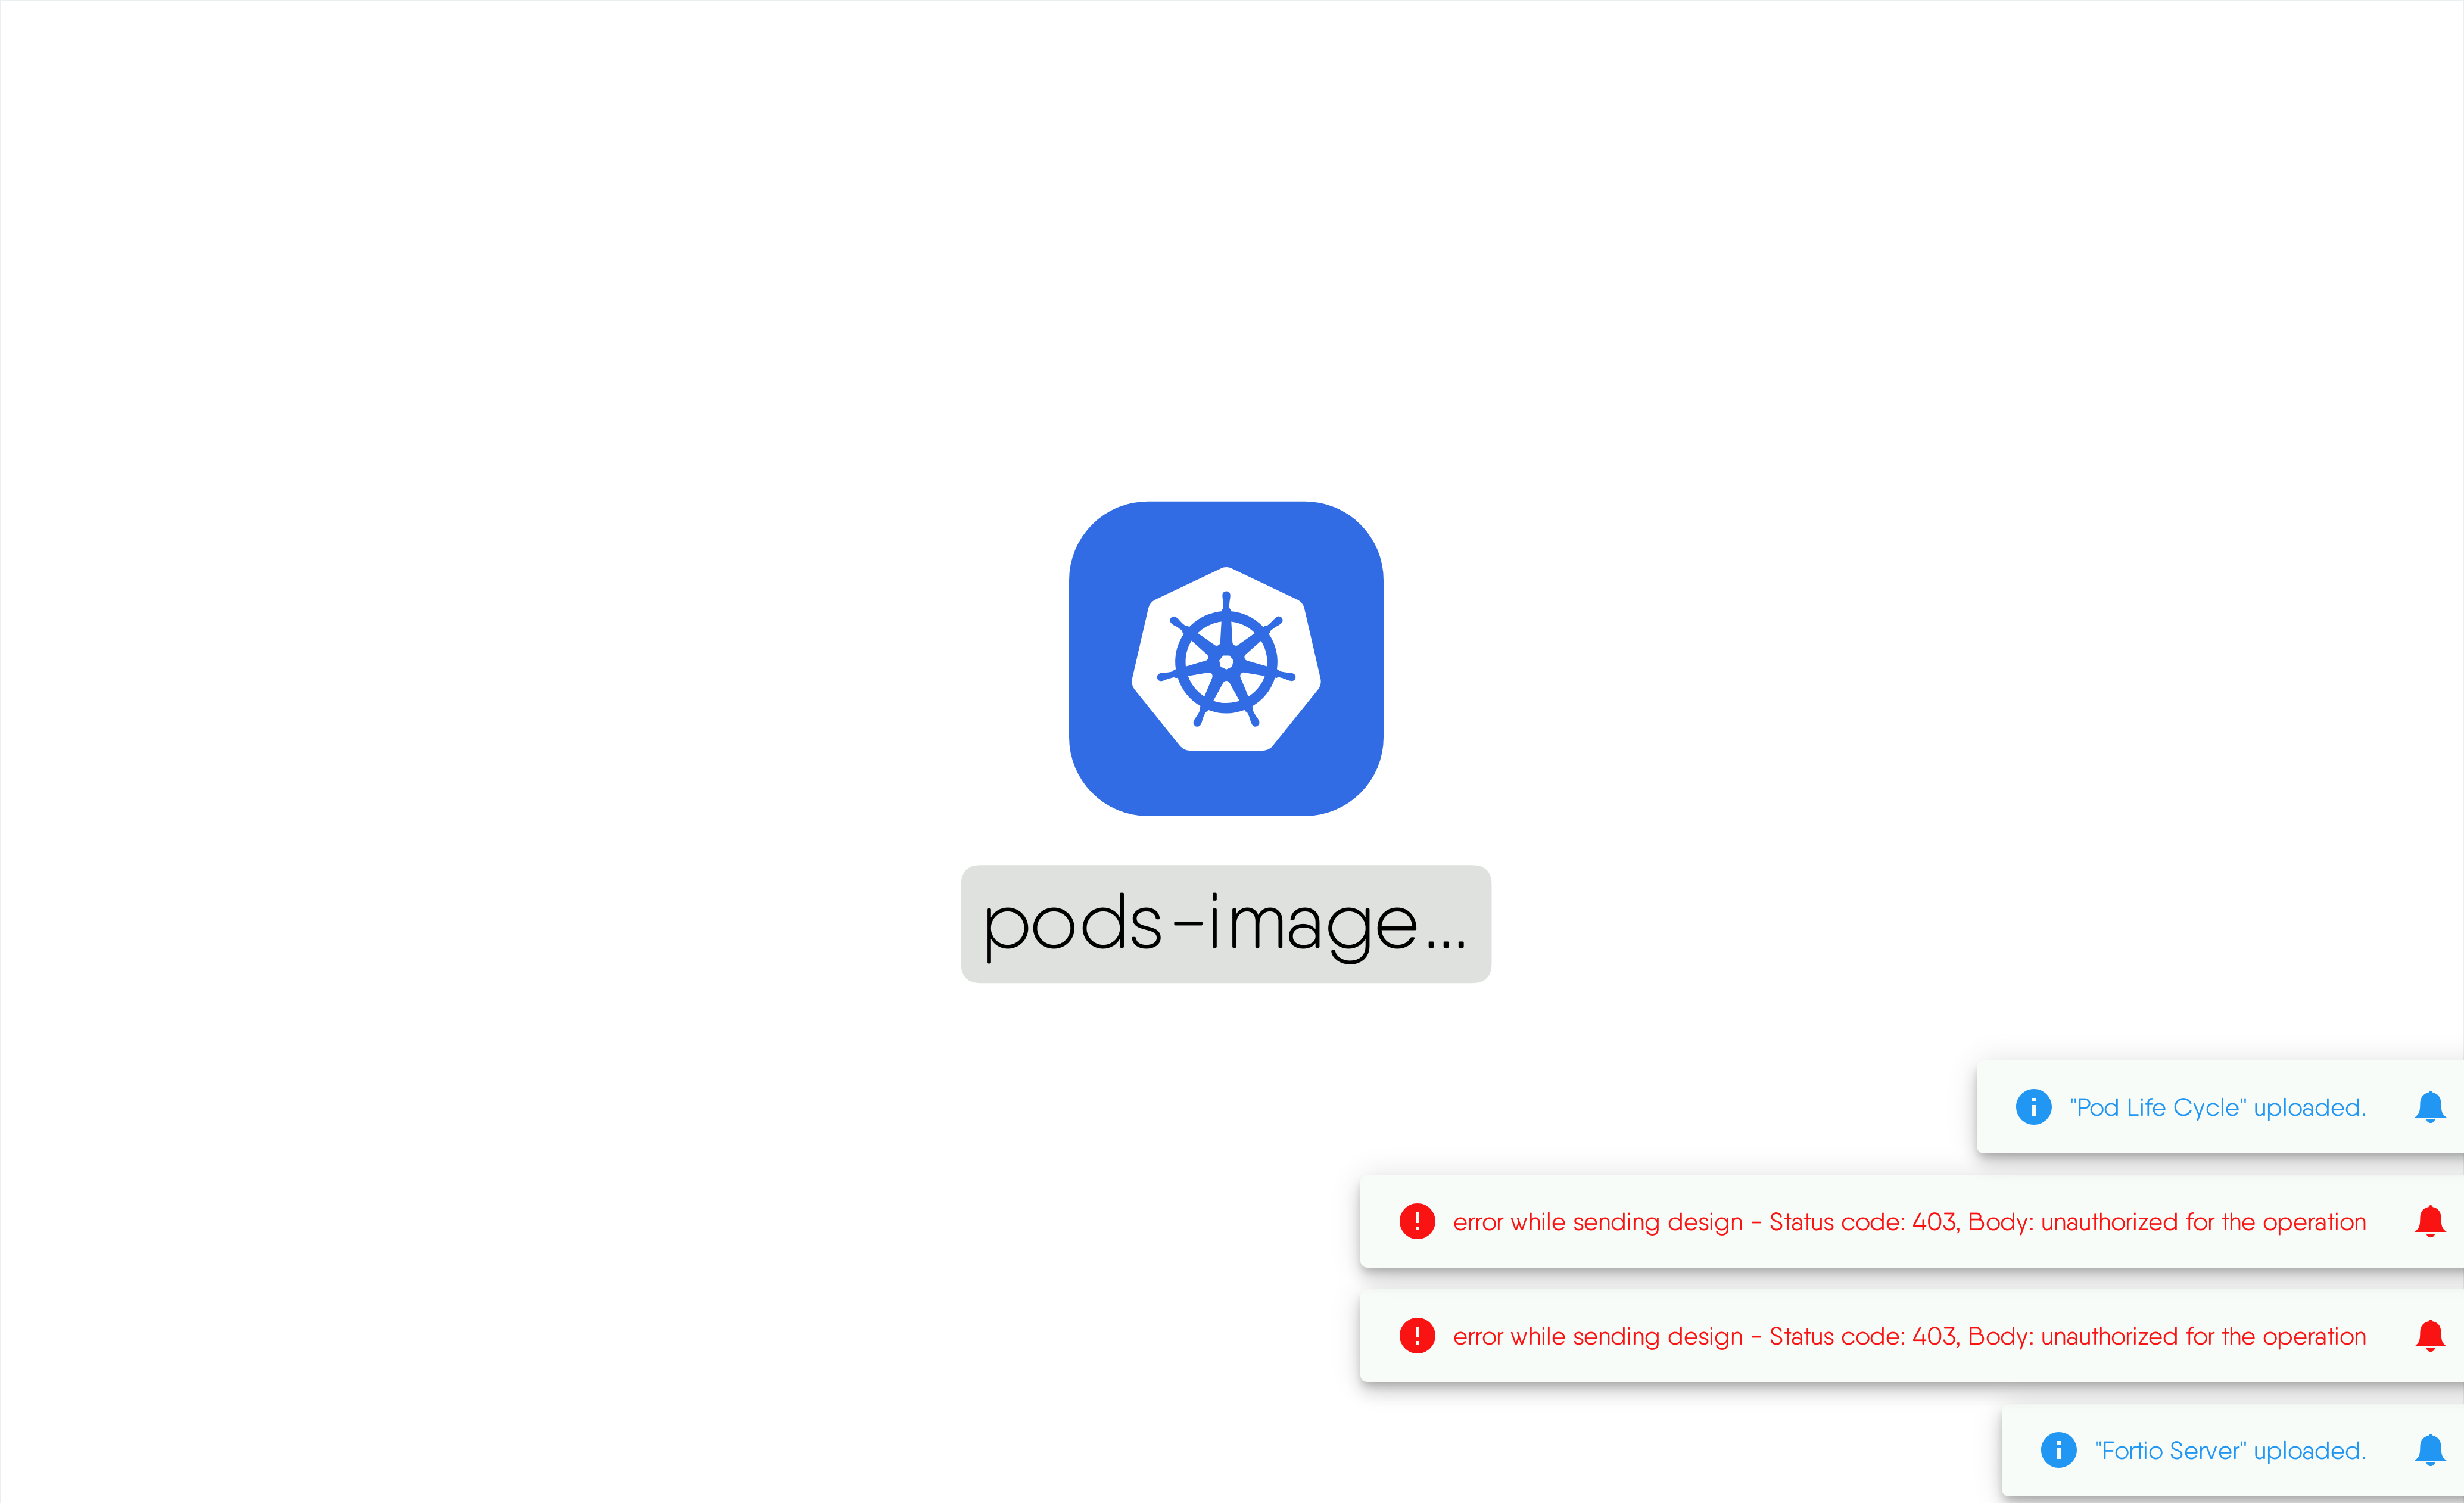 pods-image...
"Pod Life Cycle" uploaded.
error while sending design - Status code: 403, Body: unauthorized for the operation
error while sending design - Status code: 403, Body: unauthorized for the operation
"Fortio Server" uploaded.